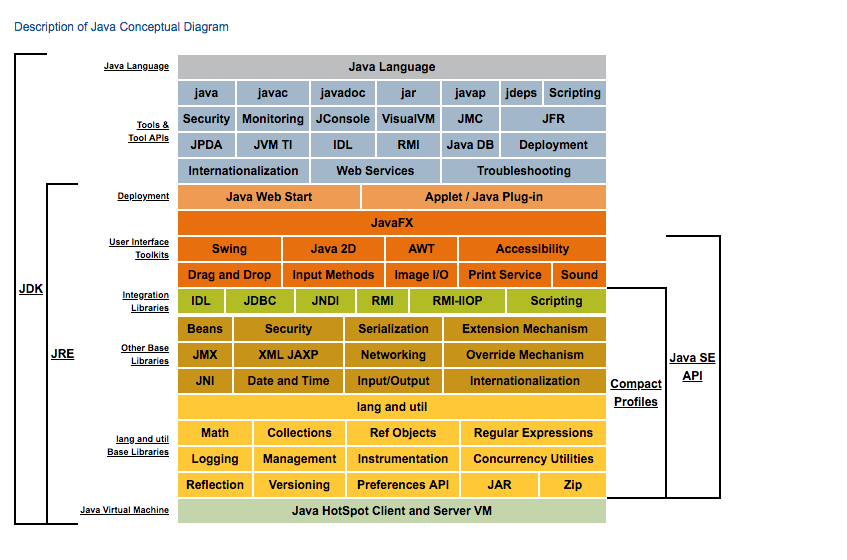 Description of Java Conceptual Diagram
Java Language Java Language
java javac javadoc jar javap jdeps Scripting
Tools &
Tool APIs
Security Monitoring JConsole VisualVM JMC JFR
JPDA JVM TI IDL RMI Java DB Deployment
Internationalization Web Services Troubleshooting
Deployment Java Web Start Applet / Java Plug-in
JavaFX
User Interface
Toolkits
Swing Java 2D AWT Accessibility
Drag and Drop Input Methods Image I/O Print Service Sound
Integration
Libraries
IDL JDBC JNDI RMI RMI-IIOP Scripting
Beans Security Serialization Extension Mechanism
Other Base
Libraries
JMX XML JAXP Networking Override Mechanism
JNI Date and Time Input/Output Internationalization
lang and util
lang and util
Base Libraries
Math Collections Ref Objects Regular Expressions
Logging Management Instrumentation Concurrency Utilities
Reflection Versioning Preferences API JAR Zip
Java Virtual Machine Java HotSpot Client and Server VM
JDK
JRE
Compact
Profiles
Java SE
API